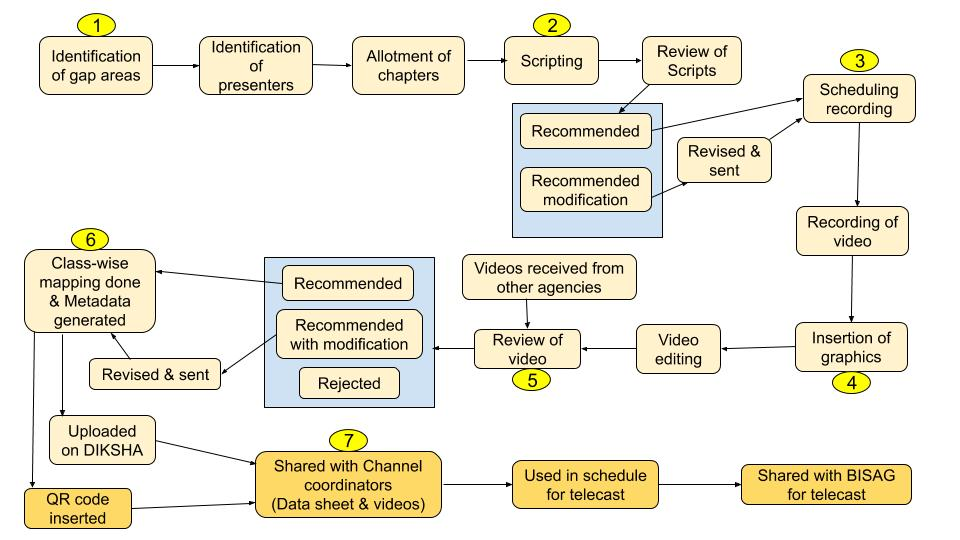 1
Identification
of gap areas
Identification
of
presenters
Allotment of
chapters
2
Scripting
Review of
Scripts
3
Scheduling
recording
Recommended
Recommended
modification
Revised &
sent
Recording of
video
Insertion of
graphics
4
Video
editing
Videos received from
other agencies
Review of
video
5
Recommended
Recommended
with modification
Rejected
Revised & sent
6
Class-wise
mapping done
& Metadata
generated
Uploaded
on DIKSHA
QR code
inserted
7
Shared with Channel
coordinators
(Data sheet & videos)
Used in schedule
for telecast
Shared with BISAG
for telecast